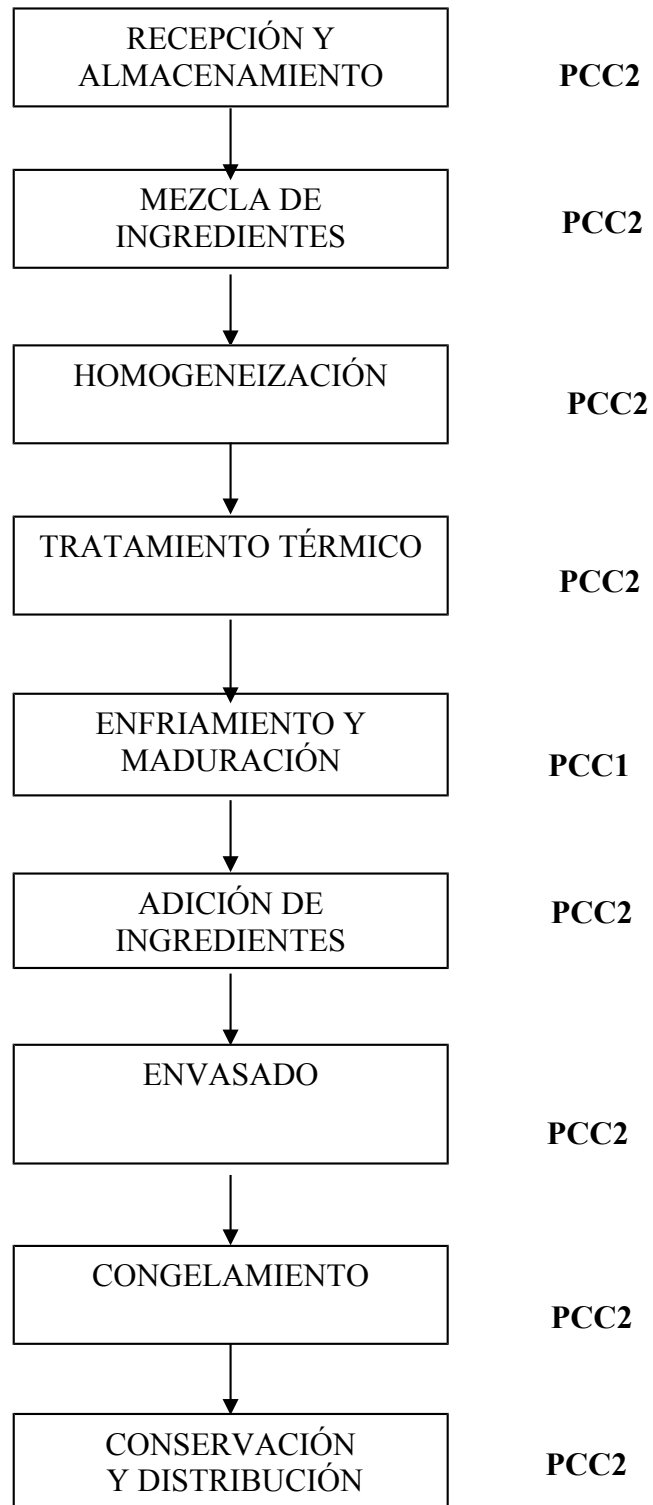 RECEPCIÓN Y
ALMACENAMIENTO
PCC2
MEZCLA DE
INGREDIENTES
PCC2
HOMOGENEIZACIÓN
PCC2
TRATAMIENTO TÉRMICO
PCC2
ENFRIAMIENTO Y
MADURACIÓN
PCC1
ADICIÓN DE
INGREDIENTES
PCC2
ENVASADO
PCC2
CONGELAMIENTO
PCC2
CONSERVACIÓN
Y DISTRIBUCIÓN
PCC2